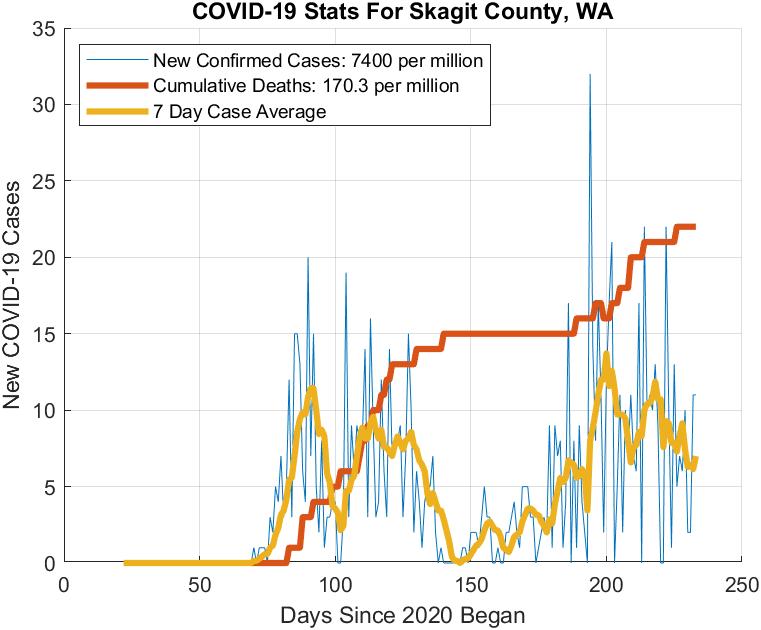 COVID-19 Stats For Skagit County, WA
35
New Confirmed Cases: 7400 per million
Cumulative Deaths: 170.3 per million
7 Day Case Average
30
25
20
15
10
5
0
New COVID-19 Cases
0 50 100 150 200 250
Days Since 2020 Began